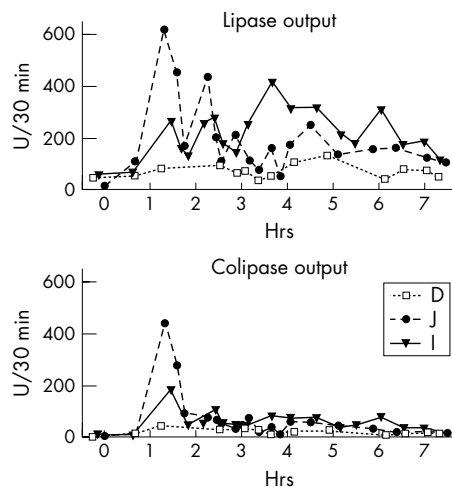 Lipase output
600
400
200
0
U/30 min
0 1 2 3 4 5 6 7
Hrs
Colipase output
600
400
200
0
U/30 min
D
J
I
0 1 2 3 4 5 6 7
Hrs